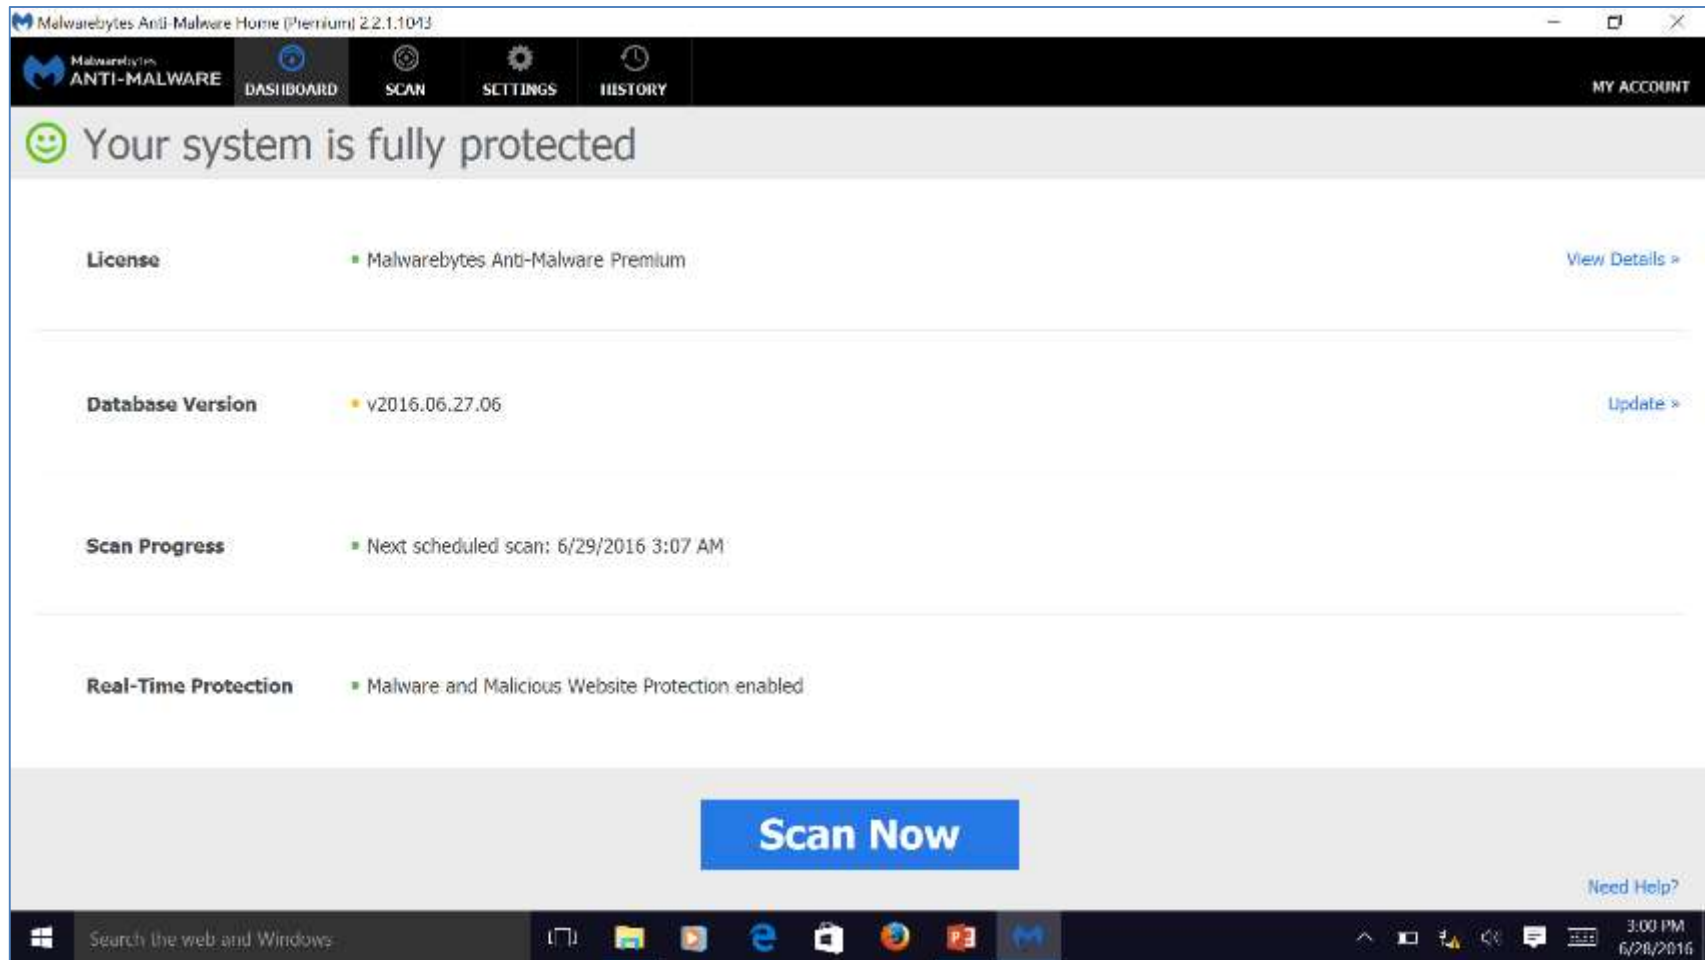 Malwarebytes Anti-Malware Home (Premium) 2.2.1.1043
Malwarebytes
ANTI-MALWARE
DASHBOARD
SCAN
SETTINGS
HISTORY
MY ACCOUNT
Your system is fully protected
License
Malwarebytes Anti-Malware Premium
View Details »
Database Version
v2016.06.27.06
Update »
Scan Progress
Next scheduled scan: 6/29/2016 3:07 AM
Real-Time Protection
Malware and Malicious Website Protection enabled
Scan Now
Need Help?
Search the web and Windows
3:00 PM
6/28/2016